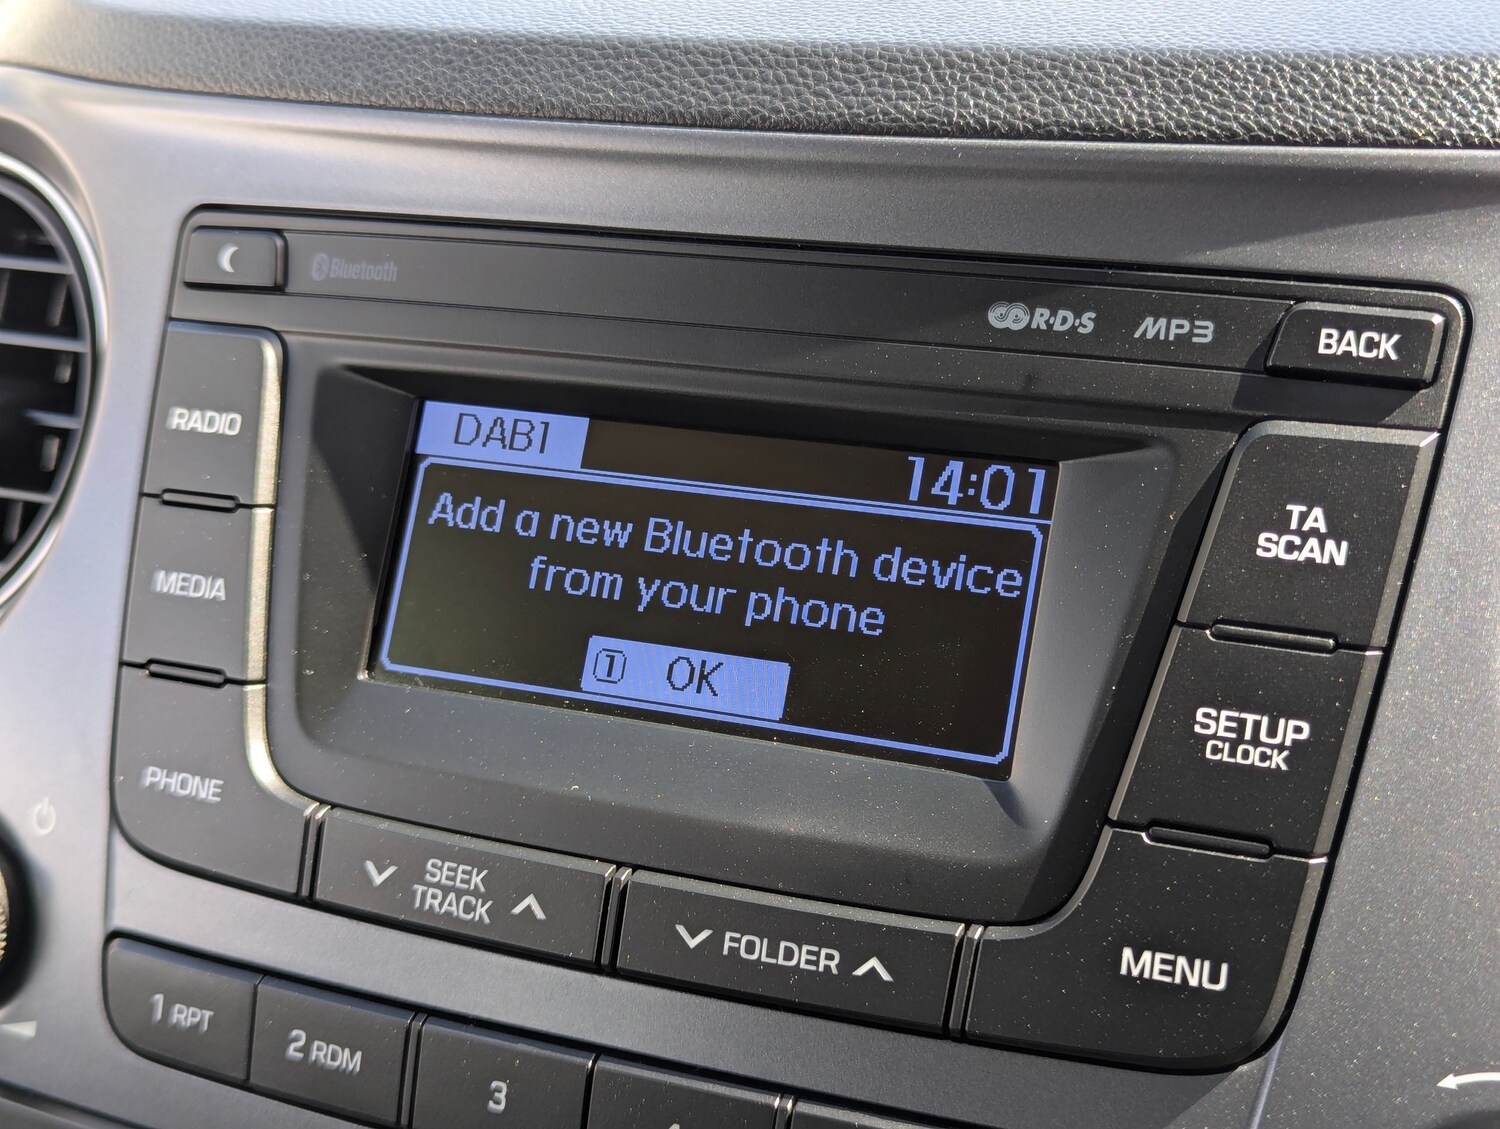 Bluetooth
R·D·S
MP3
BACK
RADIO
DAB1
14:01
Add a new Bluetooth device
from your phone
1 OK
TA
SCAN
MEDIA
SETUP
CLOCK
PHONE
SEEK
TRACK
FOLDER
MENU
1 RPT
2 RDM
3